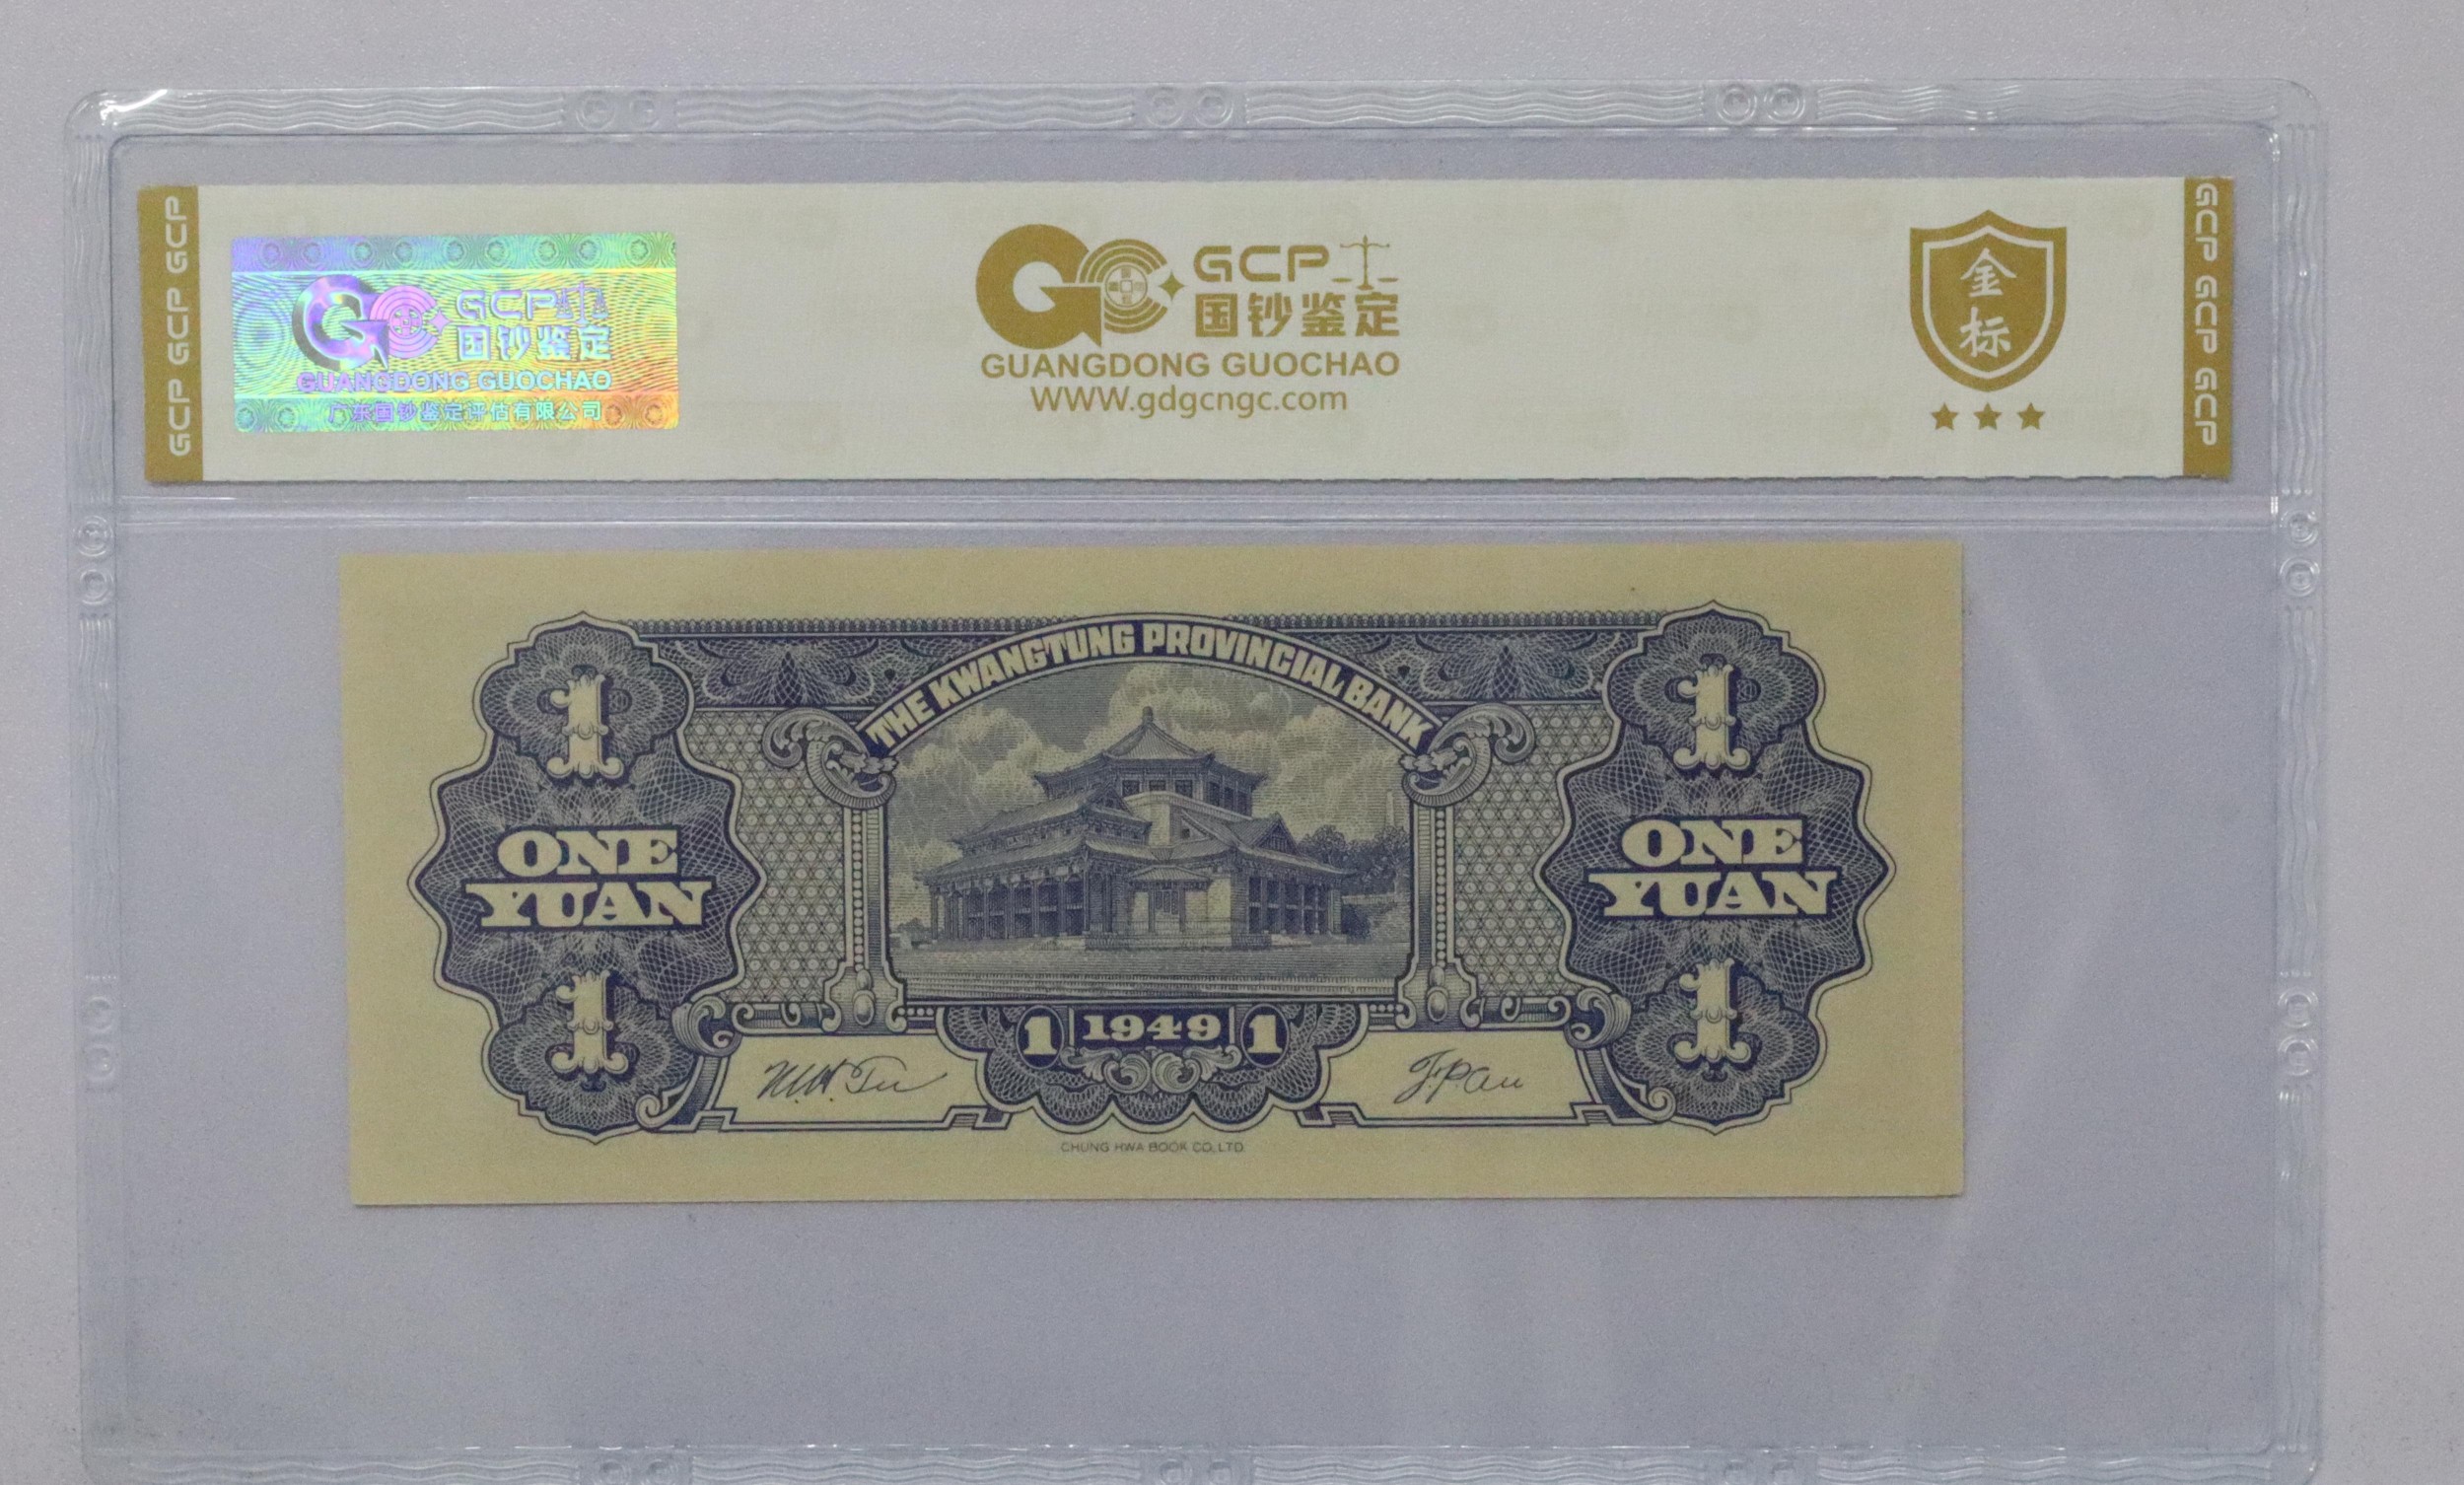 GCP GCP GCP
GCP
国钞鉴定
GUANGDONG GUOCHAO
广东国钞鉴定评估有限公司
GCP
国钞鉴定
GUANGDONG GUOCHAO
WWW.gdgcngc.com
金
标
GCP GCP GCP
THE KWANGTUNG PROVINCIAL BANK
1
1
ONE
YUAN
ONE
YUAN
1
1
1 1949 1
CHUNG HWA BOOK CO,LTD